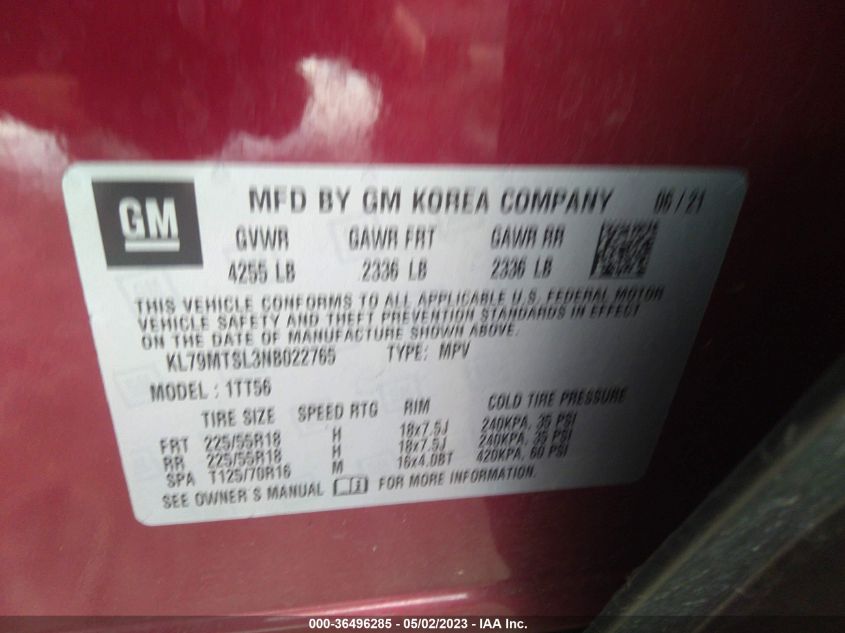 GM
MFD BY GM KOREA COMPANY 06/21
GVWR GAWR FRT GAWR RR
4255 LB 2336 LB 2336 LB
THIS VEHICLE CONFORMS TO ALL APPLICABLE U.S. FEDERAL MOTOR
VEHICLE SAFETY AND THEFT PREVENTION STANDARDS IN EFFECT
ON THE DATE OF MANUFACTURE SHOWN ABOVE.
KL79MTSL3NB022765 TYPE: MPV
MODEL: 1TT56
TIRE SIZE SPEED RTG RIM COLD TIRE PRESSURE
FRT 225/55R18 H 18x7.5J 240KPA, 35 PSI
RR 225/55R18 H 18x7.5J 240KPA, 35 PSI
SPA T125/70R16 M 16x4.0BT 420KPA, 60 PSI
SEE OWNER'S MANUAL FOR MORE INFORMATION.
000-36496285 - 05/02/2023 - IAA Inc.